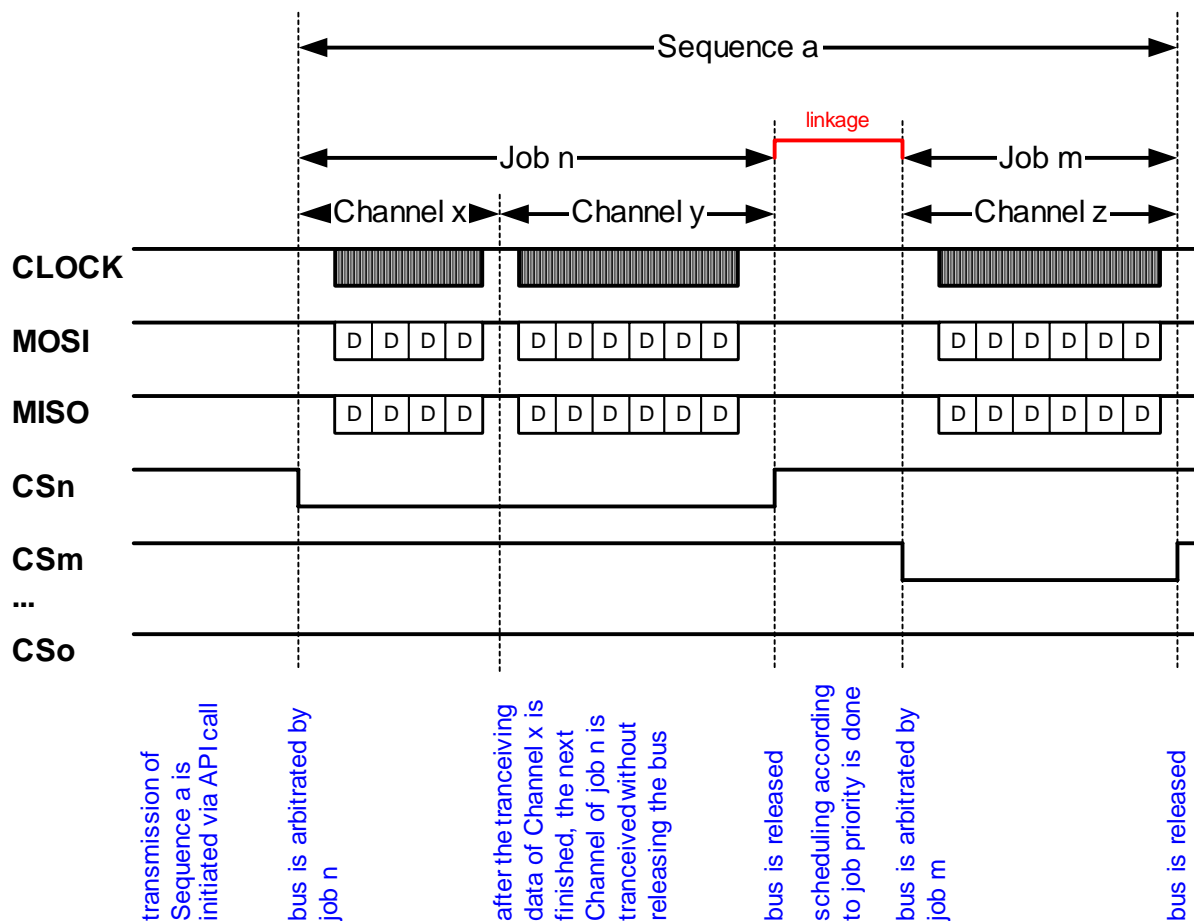 Sequence a
linkage
Job n
Job m
Channel x
Channel y
Channel z
CLOCK
MOSI
D D D D
D D D D D D
D D D D D D
MISO
D D D D
D D D D D D
D D D D D D
CSn
CSm
...
CSo
transmission of
Sequence a is
initiated via API call
bus is arbitrated by
job n
after the tranceiving
data of Channel x is
finished, the next
Channel of job n is
tranceived without
releasing the bus
bus is released
scheduling according
to job priority is done
bus is arbitrated by
job m
bus is released